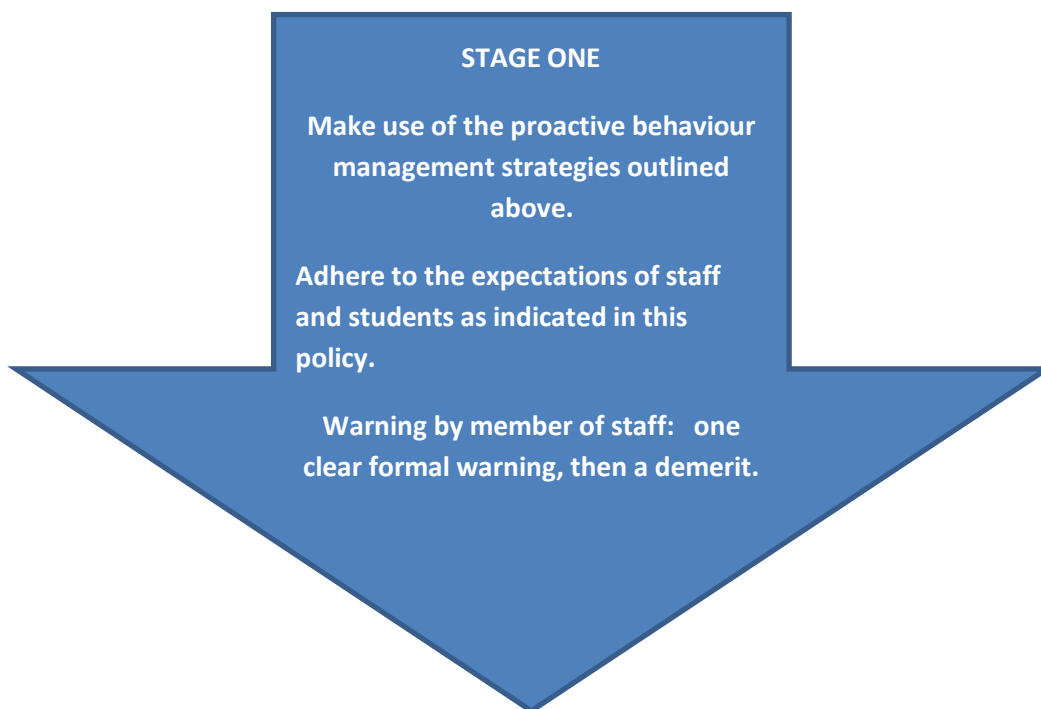 STAGE ONE
Make use of the proactive behaviour
management strategies outlined
above.
Adhere to the expectations of staff
and students as indicated in this
policy.
Warning by member of staff:   one
clear formal warning, then a demerit.